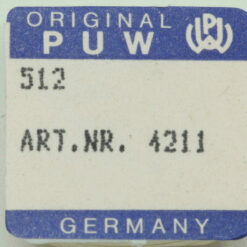 ORIGINAL
PUW
512
ART.NR. 4211
GERMANY